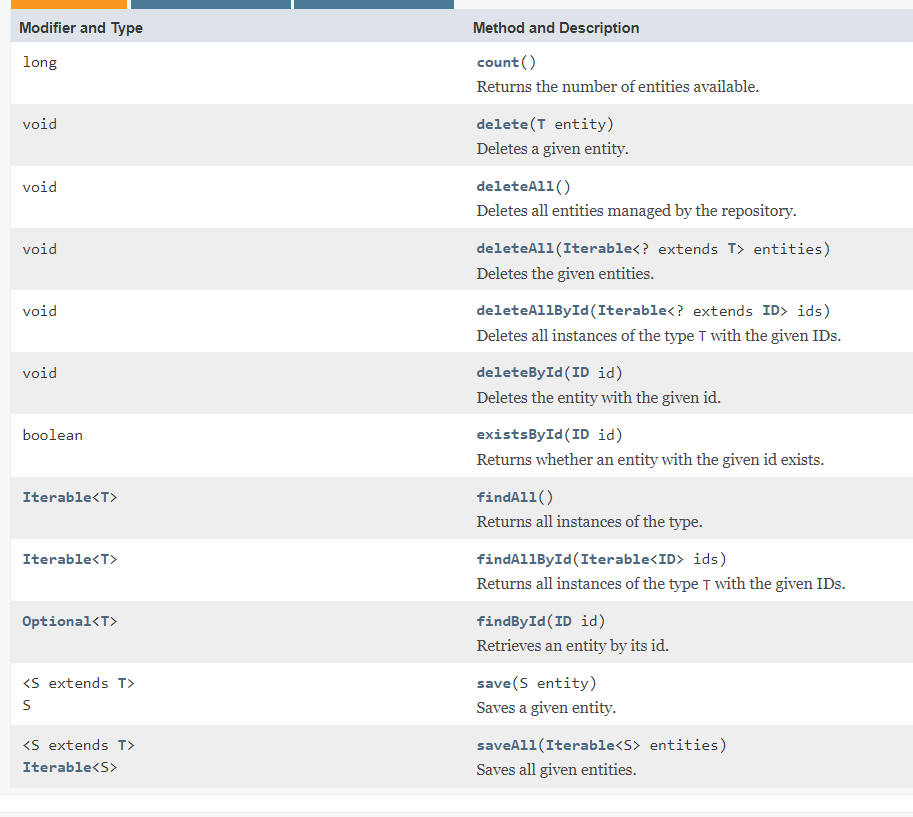 Modifier and Type Method and Description
long count()
Returns the number of entities available.
void delete(T entity)
Deletes a given entity.
void deleteAll()
Deletes all entities managed by the repository.
void deleteAll(Iterable<? extends T> entities)
Deletes the given entities.
void deleteAllById(Iterable<? extends ID> ids)
Deletes all instances of the type T with the given IDs.
void deleteById(ID id)
Deletes the entity with the given id.
boolean existsById(ID id)
Returns whether an entity with the given id exists.
Iterable<T> findAll()
Returns all instances of the type.
Iterable<T> findAllById(Iterable<ID> ids)
Returns all instances of the type T with the given IDs.
Optional<T> findById(ID id)
Retrieves an entity by its id.
<S extends T> save(S entity)
S Saves a given entity.
<S extends T> saveAll(Iterable<S> entities)
Iterable<S> Saves all given entities.